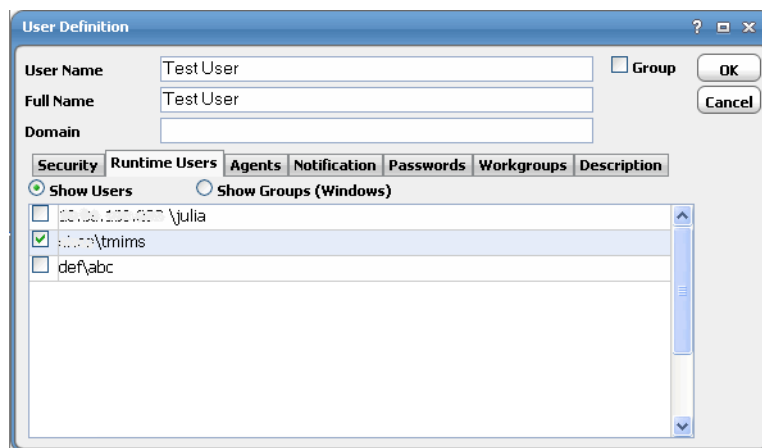 User Definition
User Name Test User Group OK
Full Name Test User Cancel
Domain
Security Runtime Users Agents Notification Passwords Workgroups Description
Show Users Show Groups (Windows)
\julia
\tmims
def\abc